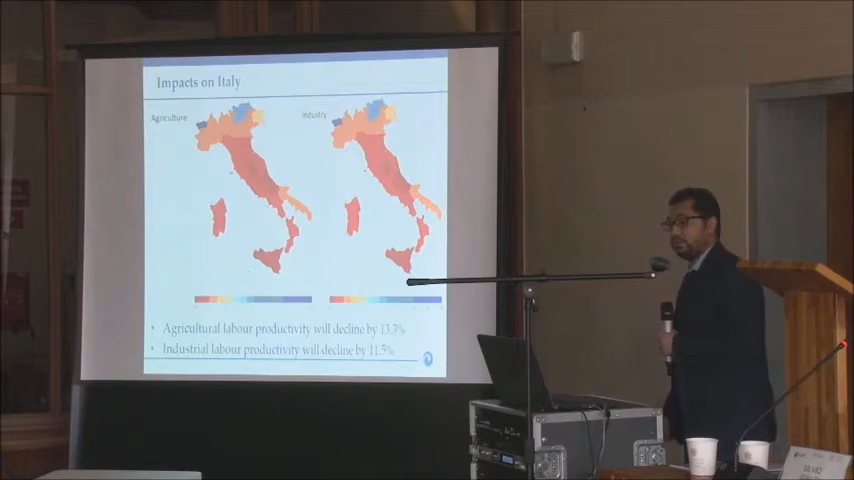 Impacts on Italy
Agriculture
Industry
• Agricultural labour productivity will decline by 13.3%
• Industrial labour productivity will decline by 11.5%